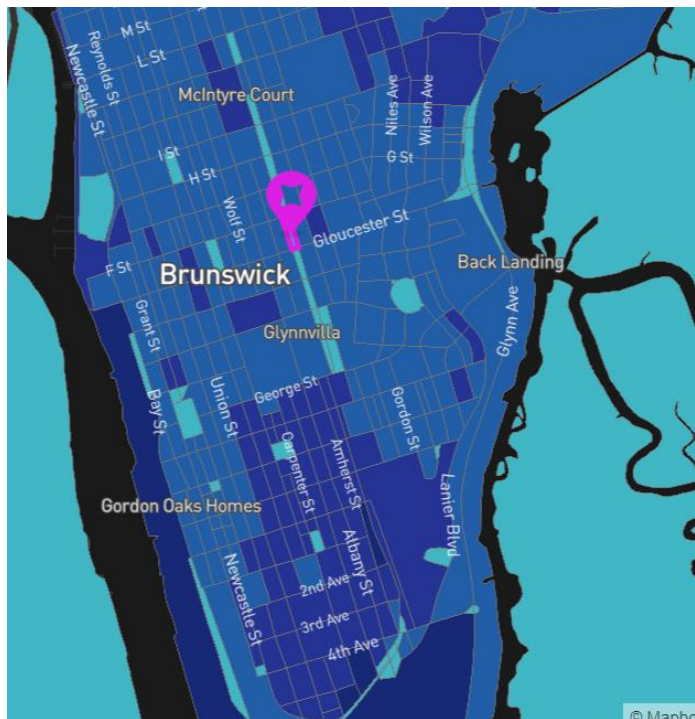 M St
Reynolds St
L St
Newcastle St
McIntyre Court
Niles Ave
Wilson Ave
I St
H St
G St
Wolf St
Gloucester St
F St
Brunswick
Back Landing
Grant St
Glynnvilla
Glynn Ave
Bay St
Union St
George St
Gordon St
Carpenter St
Amherst St
Gordon Oaks Homes
Lanier Blvd
Newcastle St
Albany St
2nd Ave
3rd Ave
4th Ave